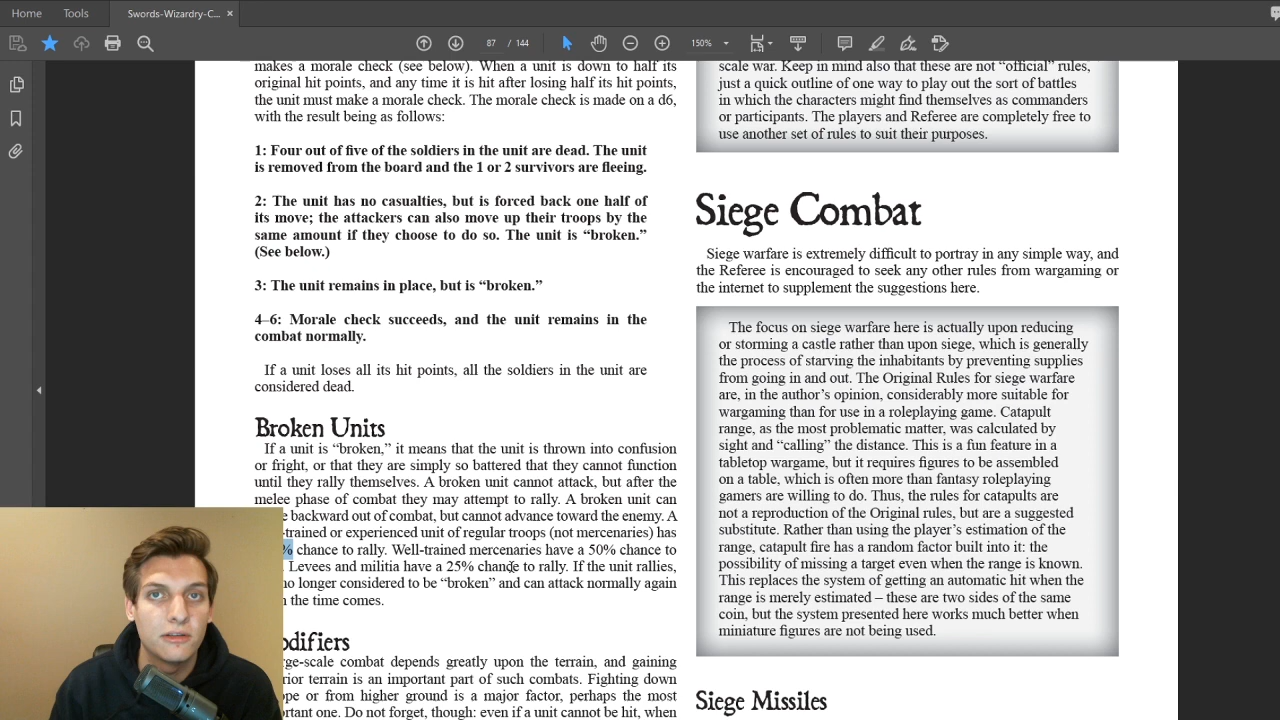 Home
Tools
Swords-Wizardry-C...
87 / 144
150%
makes a morale check (see below). When a unit is down to half its
original hit points, and any time it is hit after losing half its hit points,
the unit must make a morale check. The morale check is made on a d6,
with the result being as follows:
1: Four out of five of the soldiers in the unit are dead. The unit
is removed from the board and the 1 or 2 survivors are fleeing.
2: The unit has no casualties, but is forced back one half of
its move; the attackers can also move up their troops by the
same amount if they choose to do so. The unit is “broken.”
(See below.)
3: The unit remains in place, but is “broken.”
4–6: Morale check succeeds, and the unit remains in the
combat normally.
If a unit loses all its hit points, all the soldiers in the unit are
considered dead.
Broken Units
If a unit is “broken,” it means that the unit is thrown into confusion
or fright, or that they are simply so battered that they cannot function
until they rally themselves. A broken unit cannot attack, but after the
melee phase of combat they may attempt to rally. A broken unit can
backward out of combat, but cannot advance toward the enemy. A
-trained or experienced unit of regular troops (not mercenaries) has
% chance to rally. Well-trained mercenaries have a 50% chance to
. Levees and militia have a 25% chance to rally. If the unit rallies,
no longer considered to be “broken” and can attack normally again
the time comes.
odifiers
rge-scale combat depends greatly upon the terrain, and gaining
rior terrain is an important part of such combats. Fighting down
ope or from higher ground is a major factor, perhaps the most
ortant one. Do not forget, though: even if a unit cannot be hit, when
scale war. Keep in mind also that these are not “official” rules,
just a quick outline of one way to play out the sort of battles
in which the characters might find themselves as commanders
or participants. The players and Referee are completely free to
use another set of rules to suit their purposes.
Siege Combat
Siege warfare is extremely difficult to portray in any simple way, and
the Referee is encouraged to seek any other rules from wargaming or
the internet to supplement the suggestions here.
The focus on siege warfare here is actually upon reducing
or storming a castle rather than upon siege, which is generally
the process of starving the inhabitants by preventing supplies
from going in and out. The Original Rules for siege warfare
are, in the author’s opinion, considerably more suitable for
wargaming than for use in a roleplaying game. Catapult
range, as the most problematic matter, was calculated by
sight and “calling” the distance. This is a fun feature in a
tabletop wargame, but it requires figures to be assembled
on a table, which is often more than fantasy roleplaying
gamers are willing to do. Thus, the rules for catapults are
not a reproduction of the Original rules, but are a suggested
substitute. Rather than using the player’s estimation of the
range, catapult fire has a random factor built into it: the
possibility of missing a target even when the range is known.
This replaces the system of getting an automatic hit when the
range is merely estimated – these are two sides of the same
coin, but the system presented here works much better when
miniature figures are not being used.
Siege Missiles